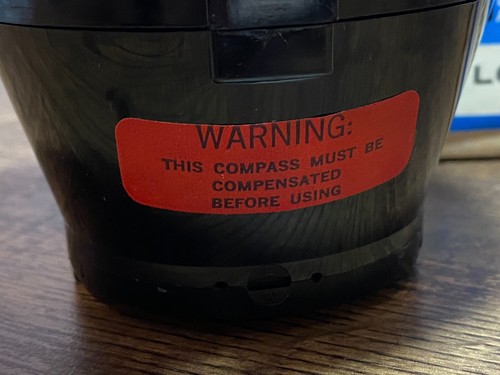 WARNING:
THIS COMPASS MUST BE
COMPENSATED
BEFORE USING